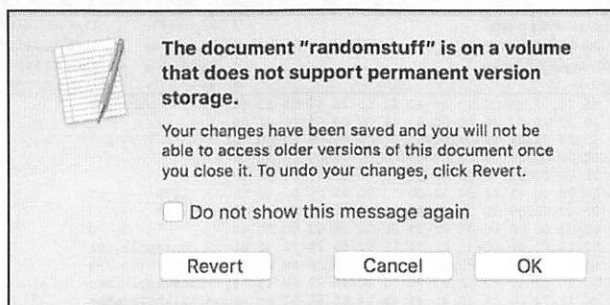 The document "randomstuff" is on a volume
that does not support permanent version
storage.
Your changes have been saved and you will not be
able to access older versions of this document once
you close it. To undo your changes, click Revert.
Do not show this message again
Revert Cancel OK